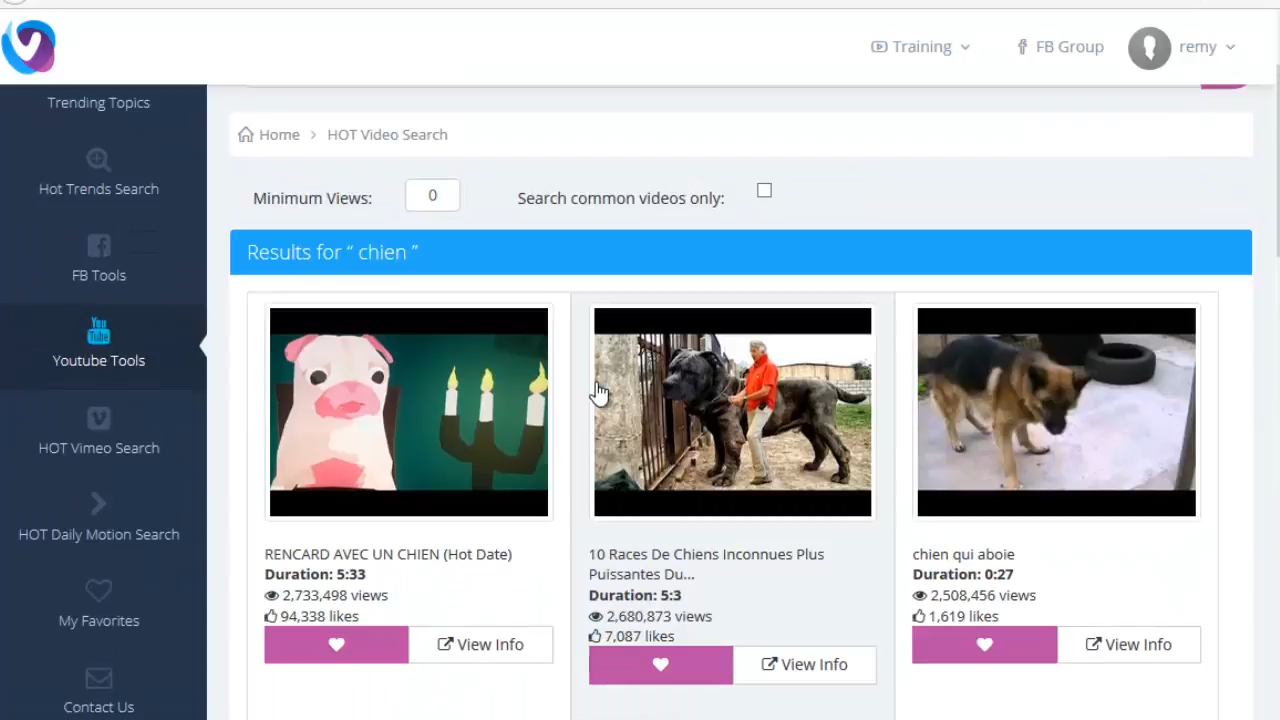 Training
FB Group
remy
Trending Topics
Hot Trends Search
FB Tools
You
Tube
Youtube Tools
HOT Vimeo Search
HOT Daily Motion Search
My Favorites
Contact Us
Home > HOT Video Search
Minimum Views: 0 Search common videos only:
Results for “ chien ”
RENCARD AVEC UN CHIEN (Hot Date)
Duration: 5:33
2,733,498 views
94,338 likes
View Info
10 Races De Chiens Inconnues Plus
Puissantes Du...
Duration: 5:3
2,680,873 views
7,087 likes
View Info
chien qui aboie
Duration: 0:27
2,508,456 views
1,619 likes
View Info